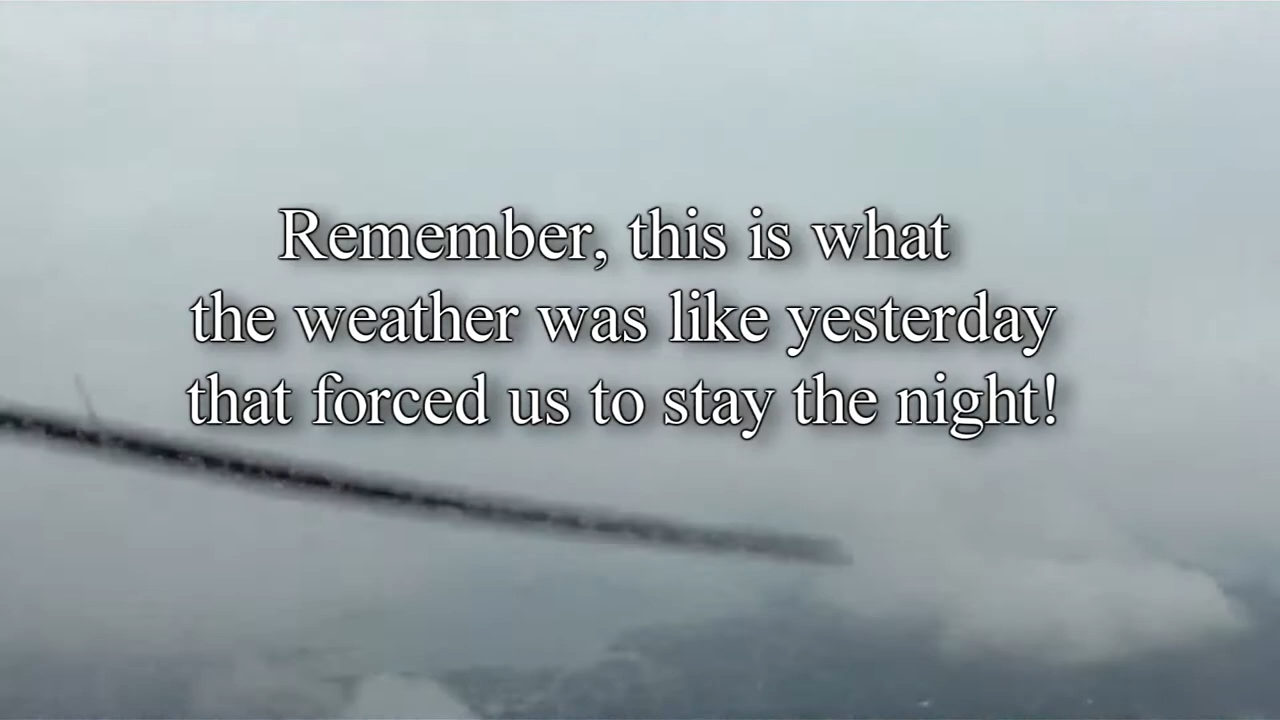 Remember, this is what
the weather was like yesterday
that forced us to stay the night!